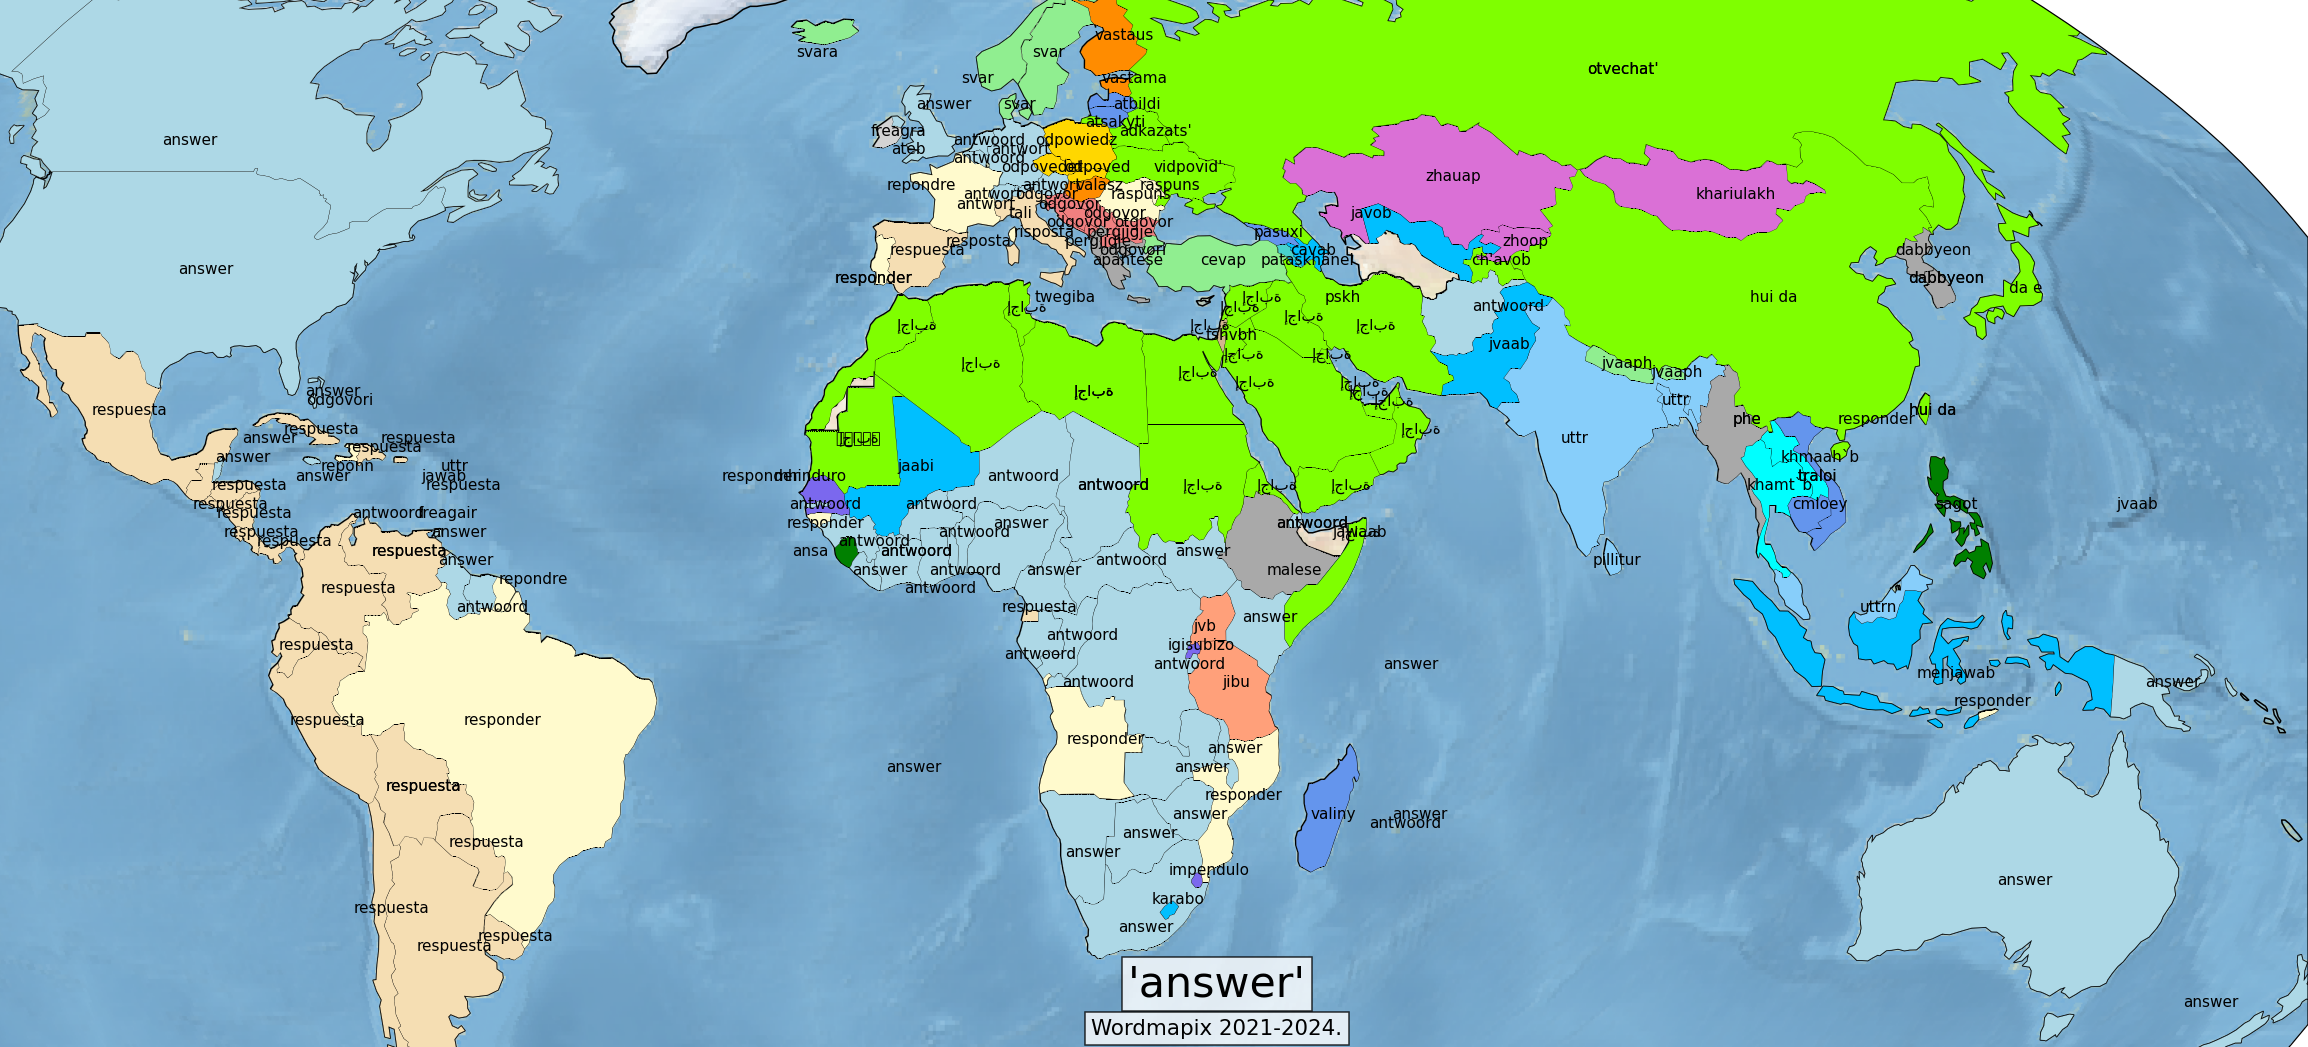 otvechat'
vastaus
svara
svar
svar
vastama
svar
answer
atbildi
atsakyti
adkazats'
freagra
ateb
antwoord
antwort
antwoord
odpowiedz
odpoved
vidpovid'
repondre
antwort
valasz
raspuns
raspuns
antwort
odgovor
odgovor
odgovor
odgovor
otgovor
tali
risposta
resposta
respuesta
responder
pergjigje
pergjigje
odgovori
apantese
cevap
pasuxi
cavab
pataskhanel
javob
zhauap
khariulakh
zhoop
ch avob
dabbyeon
dabbyeon
da e
hui da
answer
answer
answer
twegiba
إجابة
إجابة
إجابة
إجابة
إجابة
إجابة
إجابة
إجابة
إجابة
tshvbh
إجابة
إجابة
إجابة
إجابة
إجابة
إجابة
إجابة
إجابة
pskh
antwoord
jvaab
jvaaph
jvaaph
uttr
uttr
phe
responder
hui da
khmaah b
traloi
khamt b
cmloey
sagot
jvaab
respuesta
answer
odgovori
respuesta
answer
respuesta
respuesta
answer
reponn
uttr
answer
jawab
respuesta
respuesta
respuesta
respuesta
respuesta
respuesta
antwoord
freagair
answer
respuesta
answer
respuesta
repondre
antwoord
respuesta
respuesta
responder
respuesta
respuesta
respuesta
respuesta
respuesta
responder
jaabi
antwoord
antwoord
antwoord
antwoord
إجابة
إجابة
إجابة
responder
answer
antwoord
ansa
antwoord
antwoord
answer
antwoord
antwoord
answer
antwoord
answer
antwoord
jawaab
malese
pillitur
respuesta
answer
jvb
antwoord
igisubizo
antwoord
antwoord
answer
antwoord
jibu
uttrn
menjawab
answer
responder
responder
answer
answer
answer
responder
answer
valiny
answer
antwoord
answer
answer
impendulo
karabo
answer
answer
answer
'answer'
Wordmapix 2021-2024.